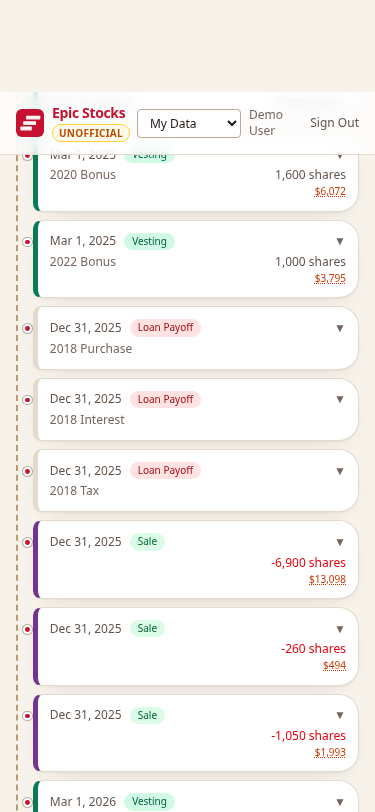 Epic Stocks
UNOFFICIAL
My Data
Demo User
Sign Out
Mar 1, 2025 Vesting ▼
2020 Bonus 1,600 shares
$6,072
Mar 1, 2025 Vesting ▼
2022 Bonus 1,000 shares
$3,795
Dec 31, 2025 Loan Payoff ▼
2018 Purchase
Dec 31, 2025 Loan Payoff ▼
2018 Interest
Dec 31, 2025 Loan Payoff ▼
2018 Tax
Dec 31, 2025 Sale ▼
-6,900 shares
$13,098
Dec 31, 2025 Sale ▼
-260 shares
$494
Dec 31, 2025 Sale ▼
-1,050 shares
$1,993
Mar 1, 2026 Vesting ▼